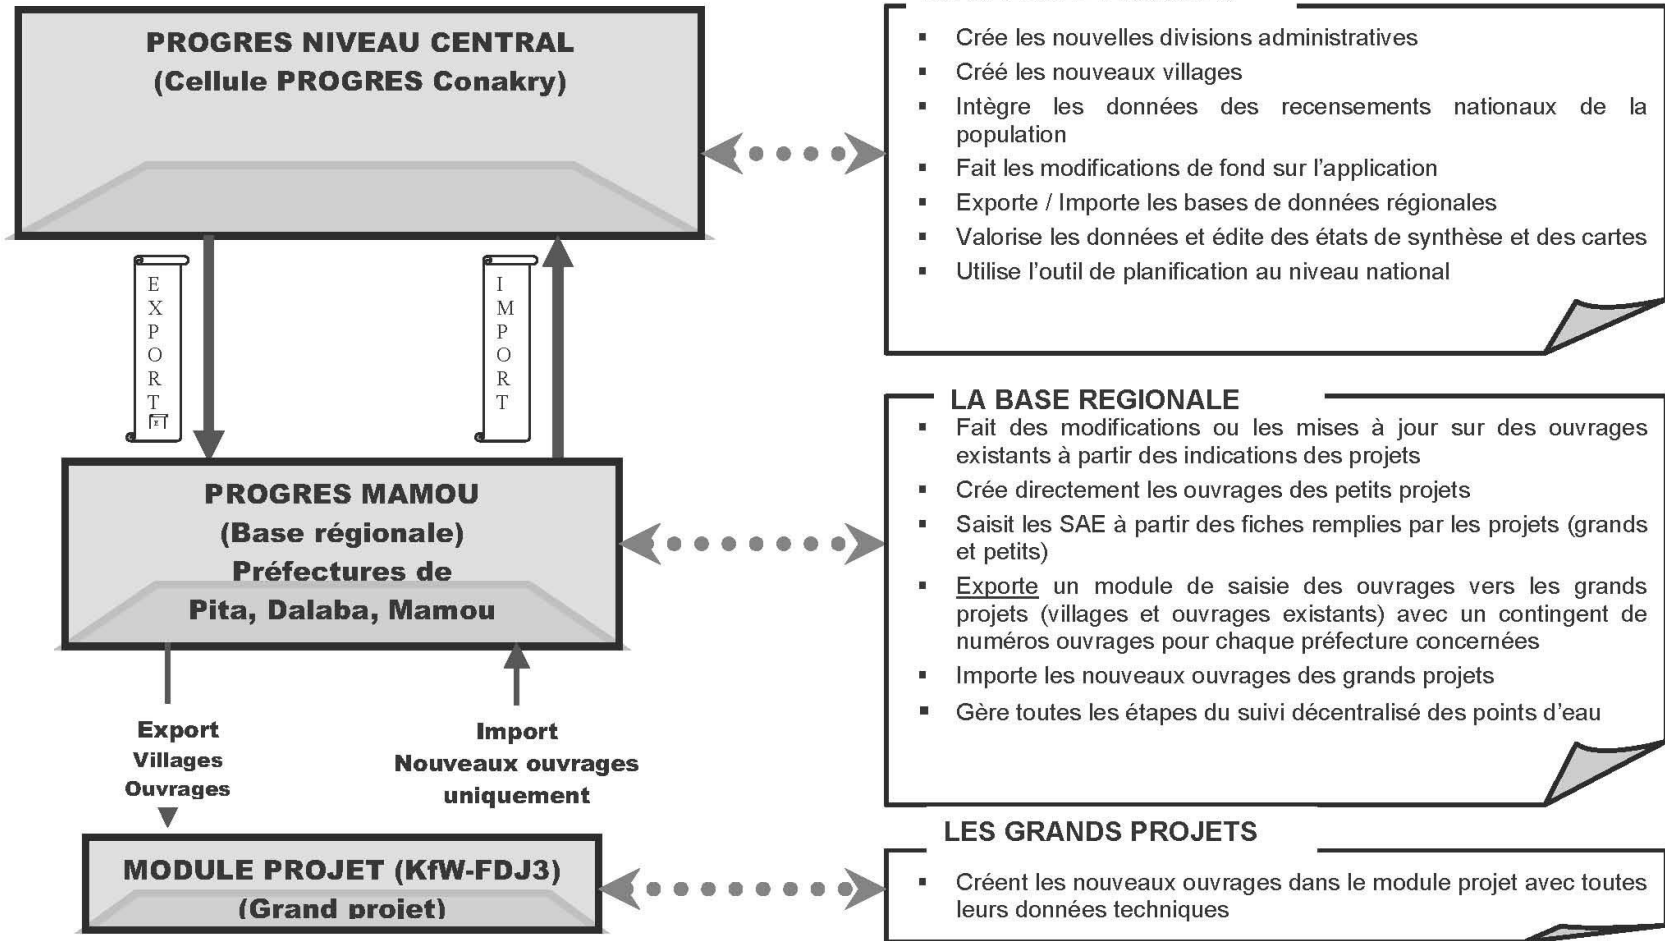 PROGRES NIVEAU CENTRAL
(Cellule PROGRES Conakry)
▪ Crée les nouvelles divisions administratives
▪ Créé les nouveaux villages
▪ Intègre les données des recensements nationaux de la
population
▪ Fait les modifications de fond sur l'application
▪ Exporte / Importe les bases de données régionales
▪ Valorise les données et édite des états de synthèse et des cartes
▪ Utilise l'outil de planification au niveau national
EXPORT
IMPORT
PROGRES MAMOU
(Base régionale)
Préfectures de
Pita, Dalaba, Mamou
LA BASE REGIONALE
▪ Fait des modifications ou les mises à jour sur des ouvrages
existants à partir des indications des projets
▪ Crée directement les ouvrages des petits projets
▪ Saisit les SAE à partir des fiches remplies par les projets (grands
et petits)
▪ Exporte un module de saisie des ouvrages vers les grands
projets (villages et ouvrages existants) avec un contingent de
numéros ouvrages pour chaque préfecture concernées
▪ Importe les nouveaux ouvrages des grands projets
▪ Gère toutes les étapes du suivi décentralisé des points d'eau
Export
Villages
Ouvrages
Import
Nouveaux ouvrages
uniquement
MODULE PROJET (KfW-FDJ3)
(Grand projet)
LES GRANDS PROJETS
▪ Créent les nouveaux ouvrages dans le module projet avec toutes
leurs données techniques